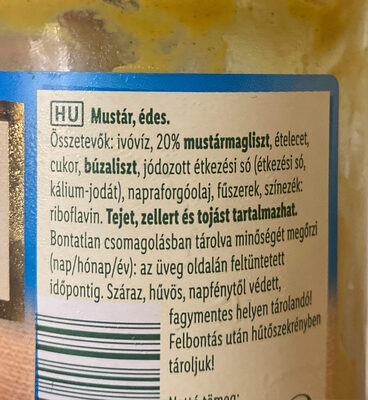 HU Mustár, édes.
Összetevők: ivóvíz, 20% mustármagliszt, ételecet,
cukor, búzaliszt, jódozott étkezési só (étkezési só,
kálium-jodát), napraforgóolaj, fűszerek, színezék:
riboflavin. Tejet, zellert és tojást tartalmazhat.
Bontatlan csomagolásban tárolva minőségét megőrzi
(nap/hónap/év): az üveg oldalán feltüntetett
időpontig. Száraz, hűvös, napfénytől védett,
fagymentes helyen tárolandó!
Felbontás után hűtőszekrényben
tároljuk!